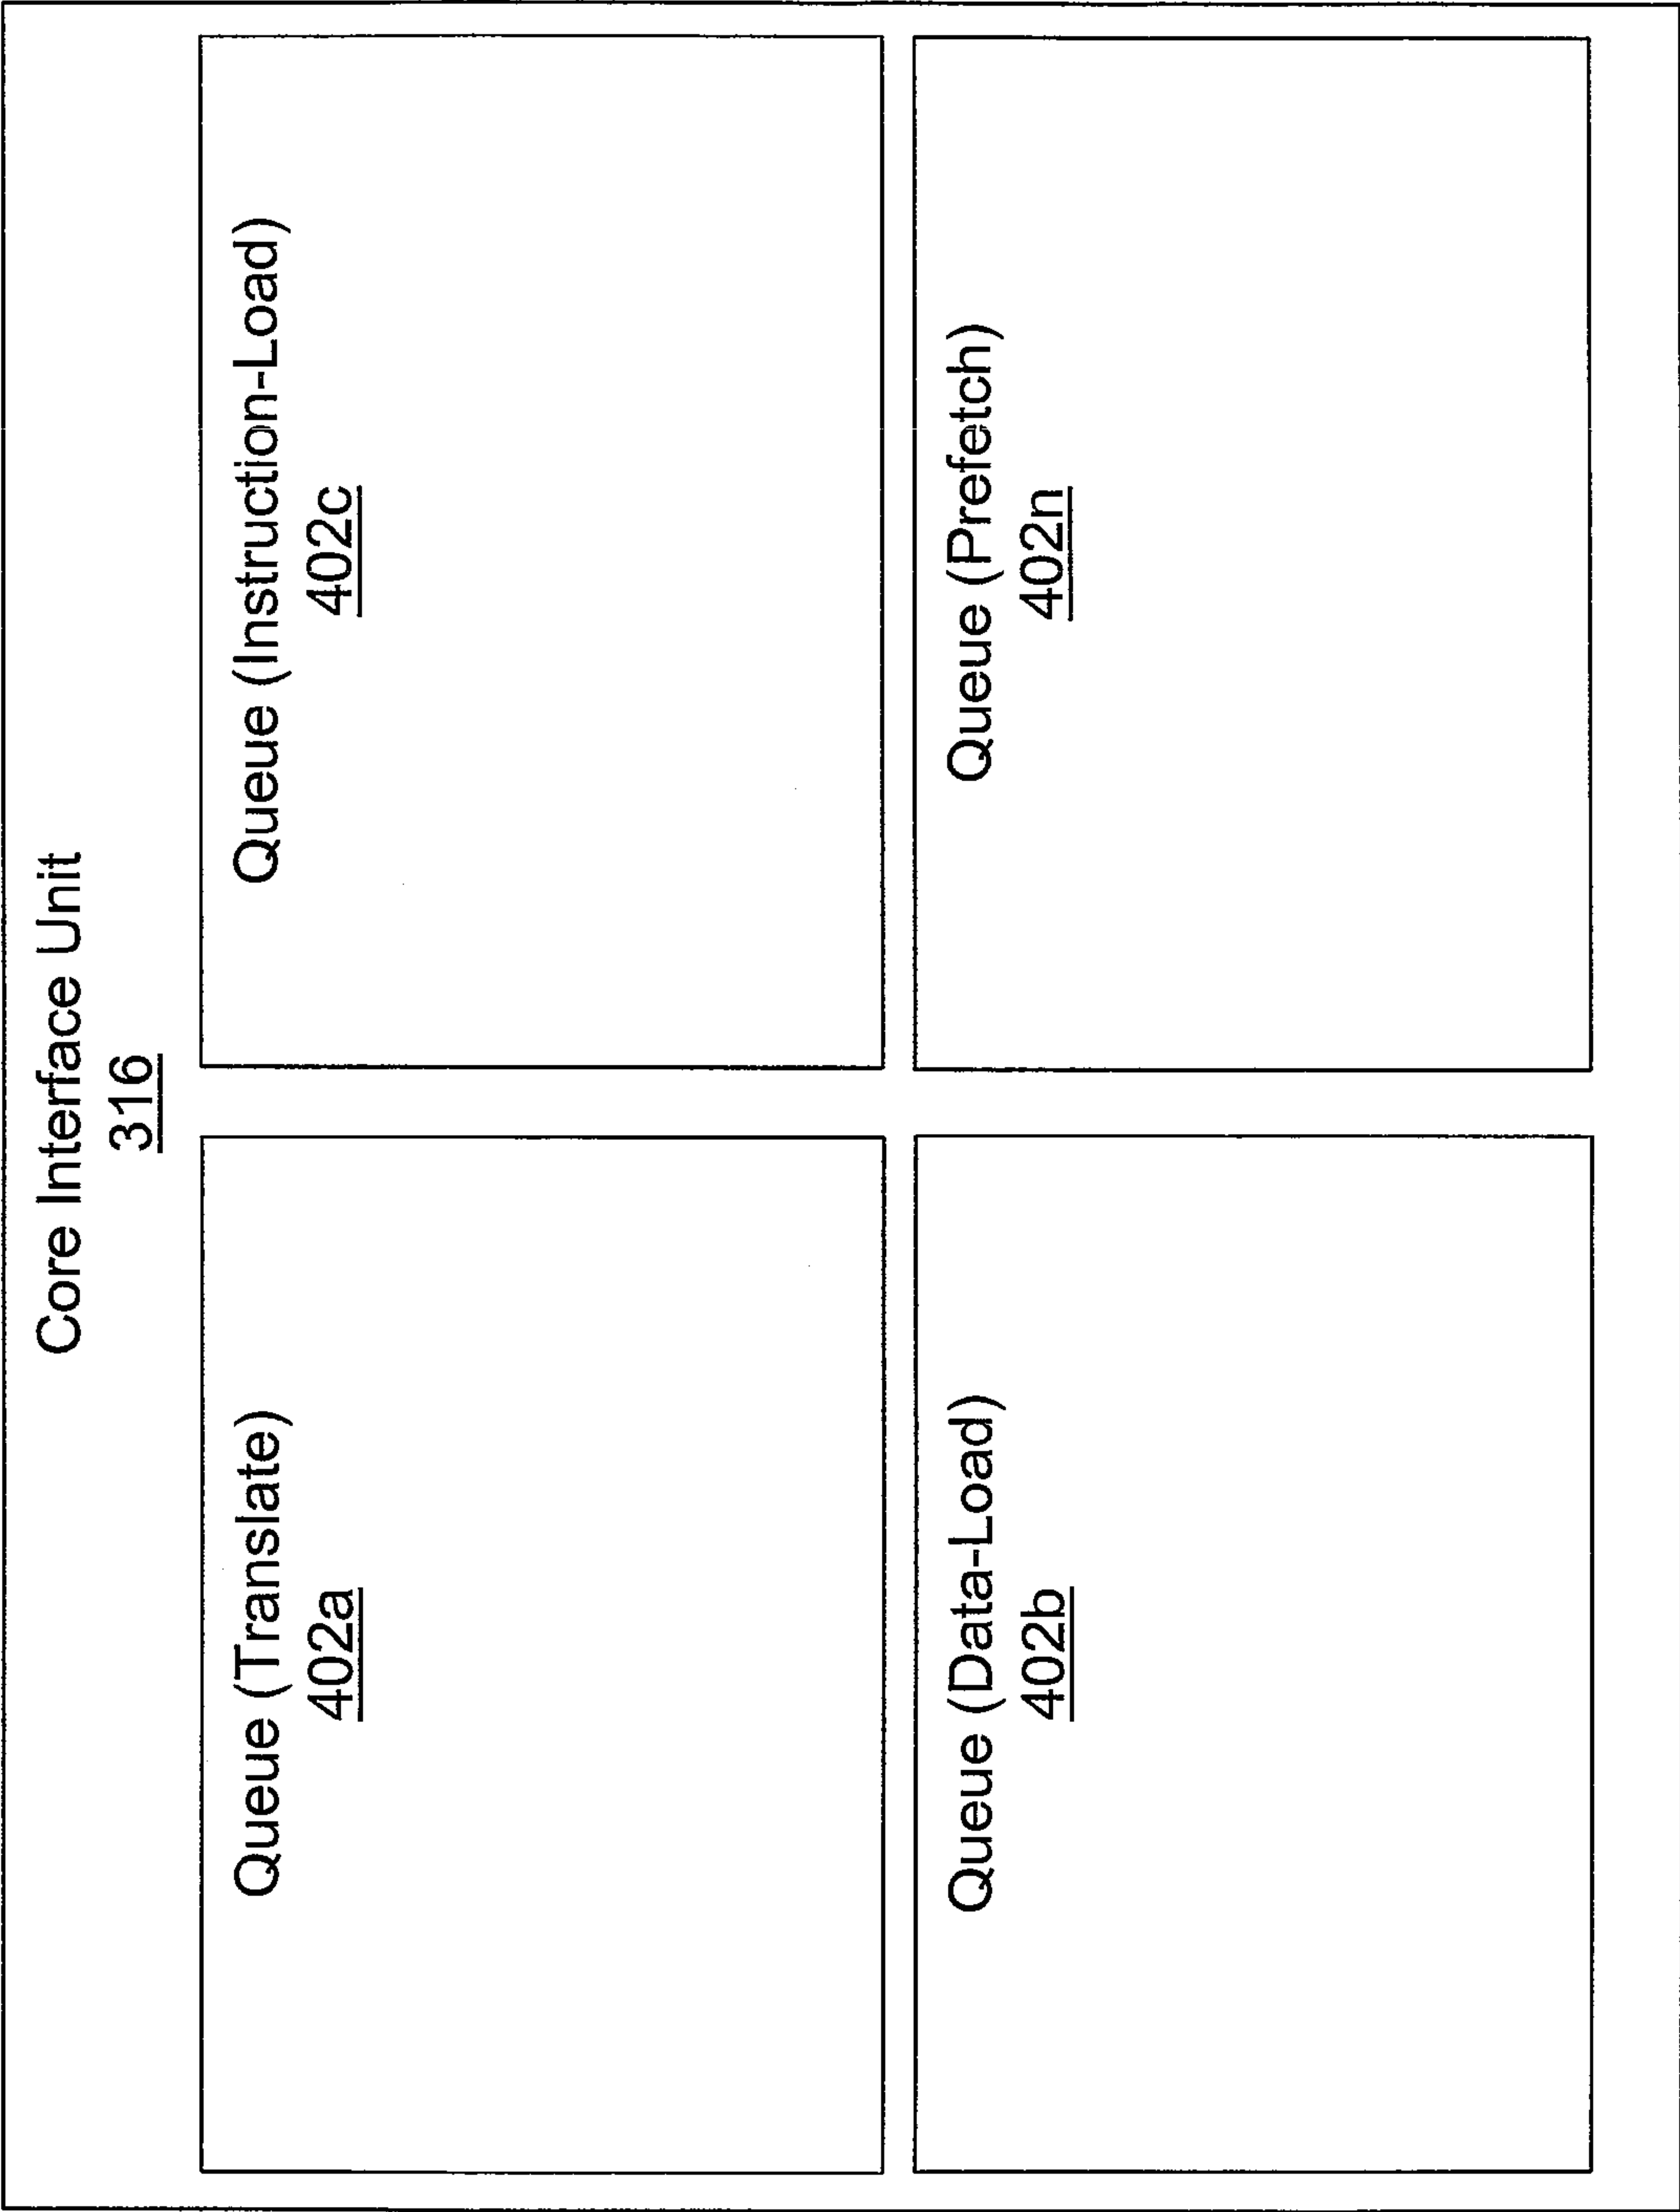 Core Interface Unit
316
Queue (Translate)
402a
Queue (Instruction-Load)
402c
Queue (Data-Load)
402b
Queue (Prefetch)
402n